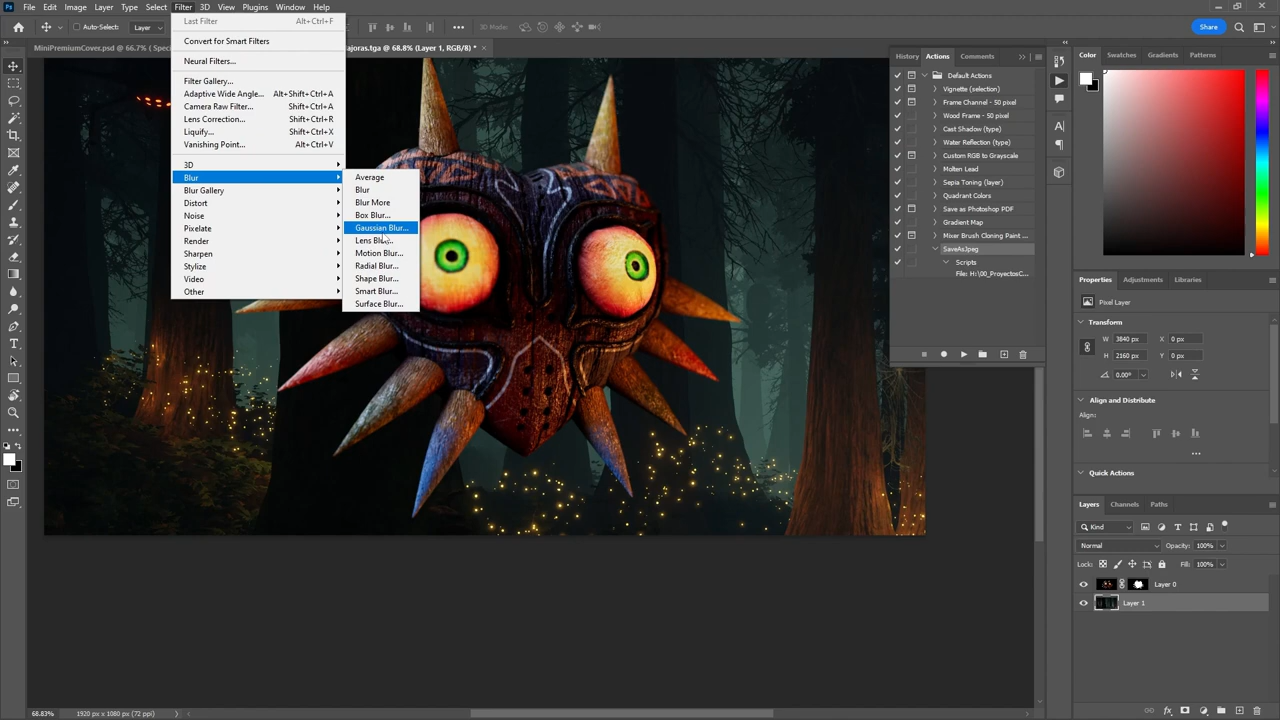 Ps File Edit Image Layer Type Select Filter 3D View Plugins Window Help
Auto-Select: Layer 3D Mode: Share
MiniPremiumCover.psd @ 66.7% ajoras.tga @ 68.8% (Layer 1, RGB/8) *
Last Filter Alt+Ctrl+F
Convert for Smart Filters
Neural Filters...
Filter Gallery...
Adaptive Wide Angle... Alt+Shift+Ctrl+A
Camera Raw Filter... Shift+Ctrl+A
Lens Correction... Shift+Ctrl+R
Liquify... Shift+Ctrl+X
Vanishing Point... Alt+Ctrl+V
3D
Blur
Blur Gallery
Distort
Noise
Pixelate
Render
Sharpen
Stylize
Video
Other
Average
Blur
Blur More
Box Blur...
Gaussian Blur...
Lens Blur...
Motion Blur...
Radial Blur...
Shape Blur...
Smart Blur...
Surface Blur...
History Actions Comments
Default Actions
Vignette (selection)
Frame Channel - 50 pixel
Wood Frame - 50 pixel
Cast Shadow (type)
Water Reflection (type)
Custom RGB to Grayscale
Molten Lead
Sepia Toning (layer)
Quadrant Colors
Save as Photoshop PDF
Gradient Map
Mixer Brush Cloning Paint ...
SaveAsJpeg
Scripts
File: H:\00_ProyectosC...
Color Swatches Gradients Patterns
Properties Adjustments Libraries
Pixel Layer
Transform
W 3840 px X 0 px
H 2160 px Y 0 px
0.00°
Align and Distribute
Align:
Quick Actions
Layers Channels Paths
Kind
Normal Opacity: 100%
Lock: Fill: 100%
Layer 0
Layer 1
68.83% 1920 px x 1080 px (72 ppi)